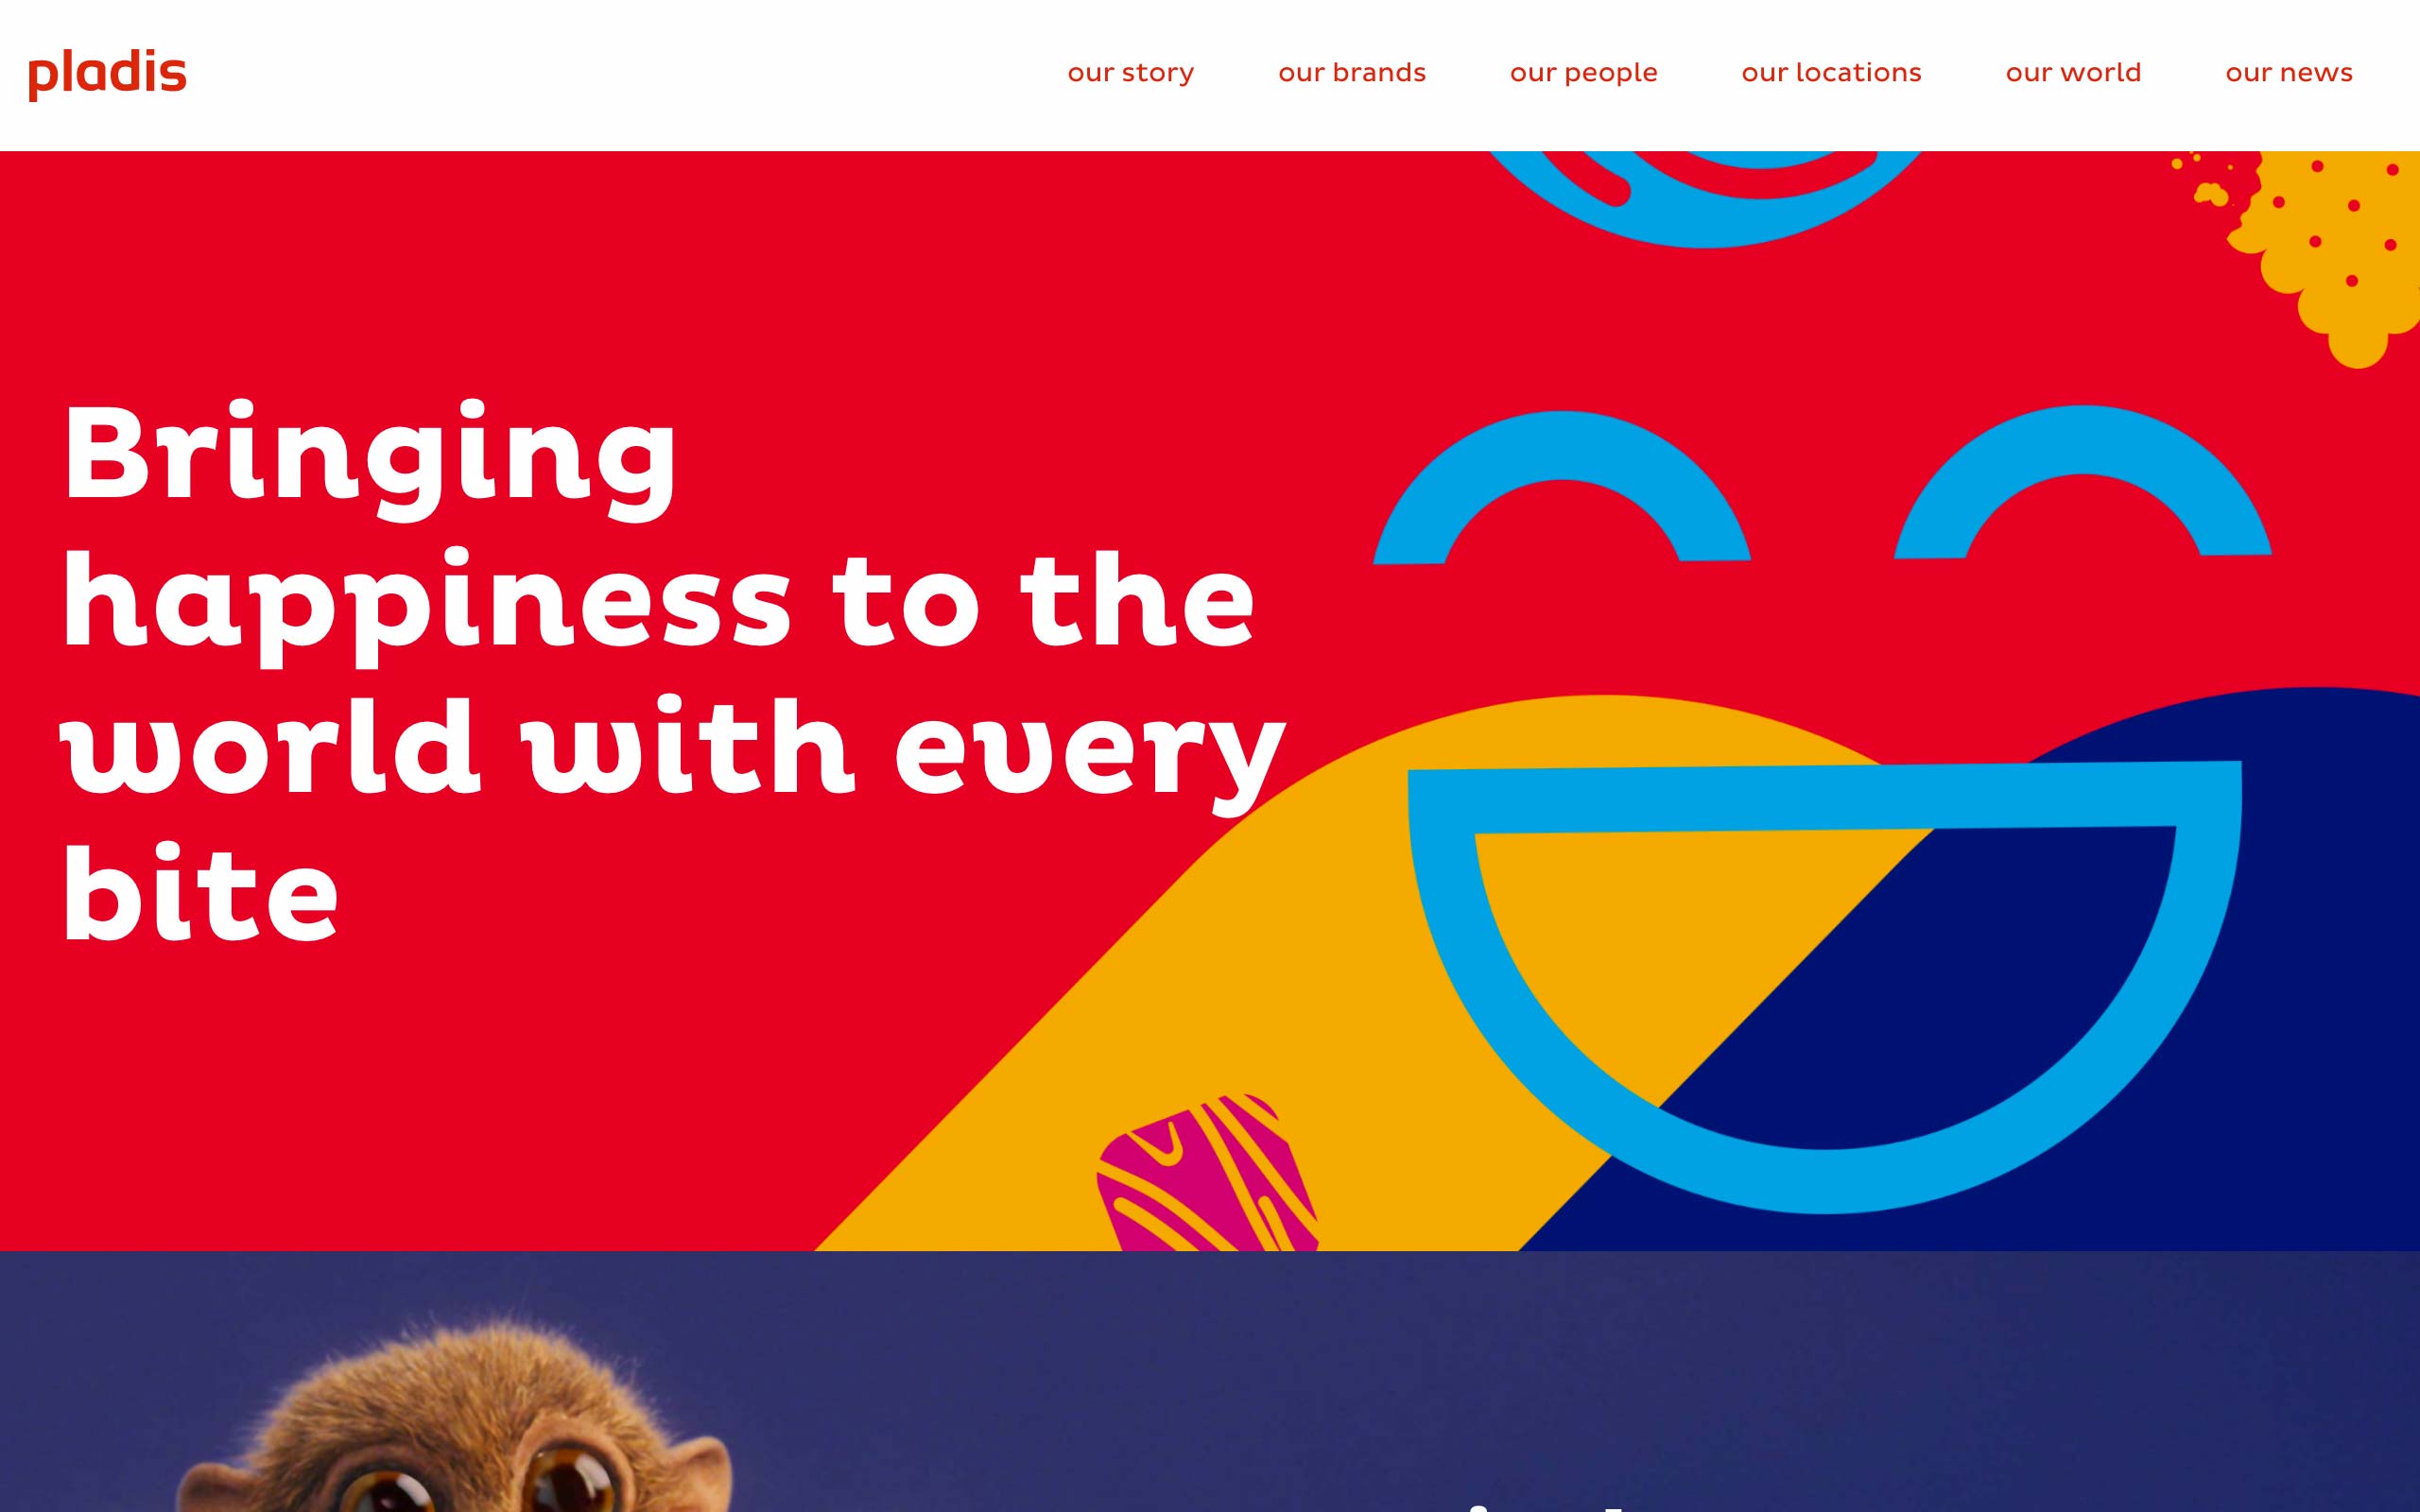 pladis
our story
our brands
our people
our locations
our world
our news
Bringing
happiness to the
world with every
bite